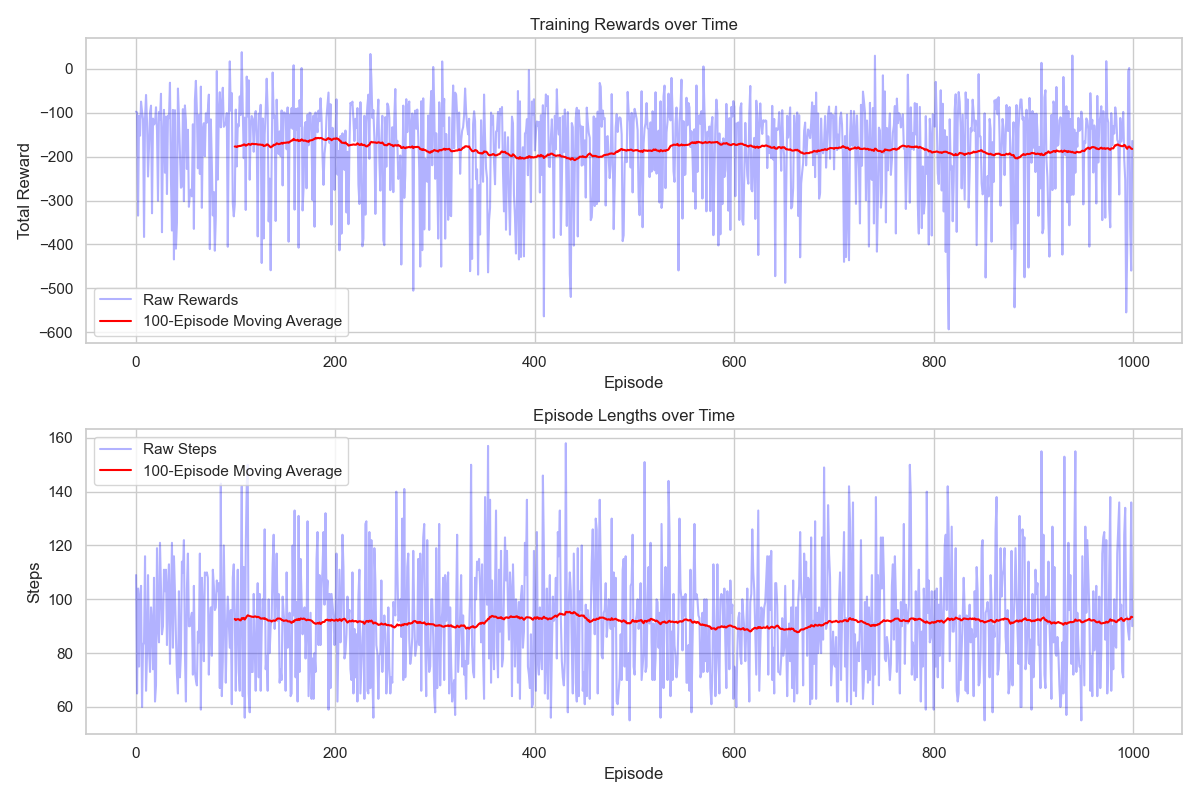 Training Rewards over Time
Total Reward
0
−100
−200
−300
−400
−500
−600
Raw Rewards
100-Episode Moving Average
0 200 400 600 800 1000
Episode
Episode Lengths over Time
Steps
160
140
120
100
80
60
Raw Steps
100-Episode Moving Average
0 200 400 600 800 1000
Episode